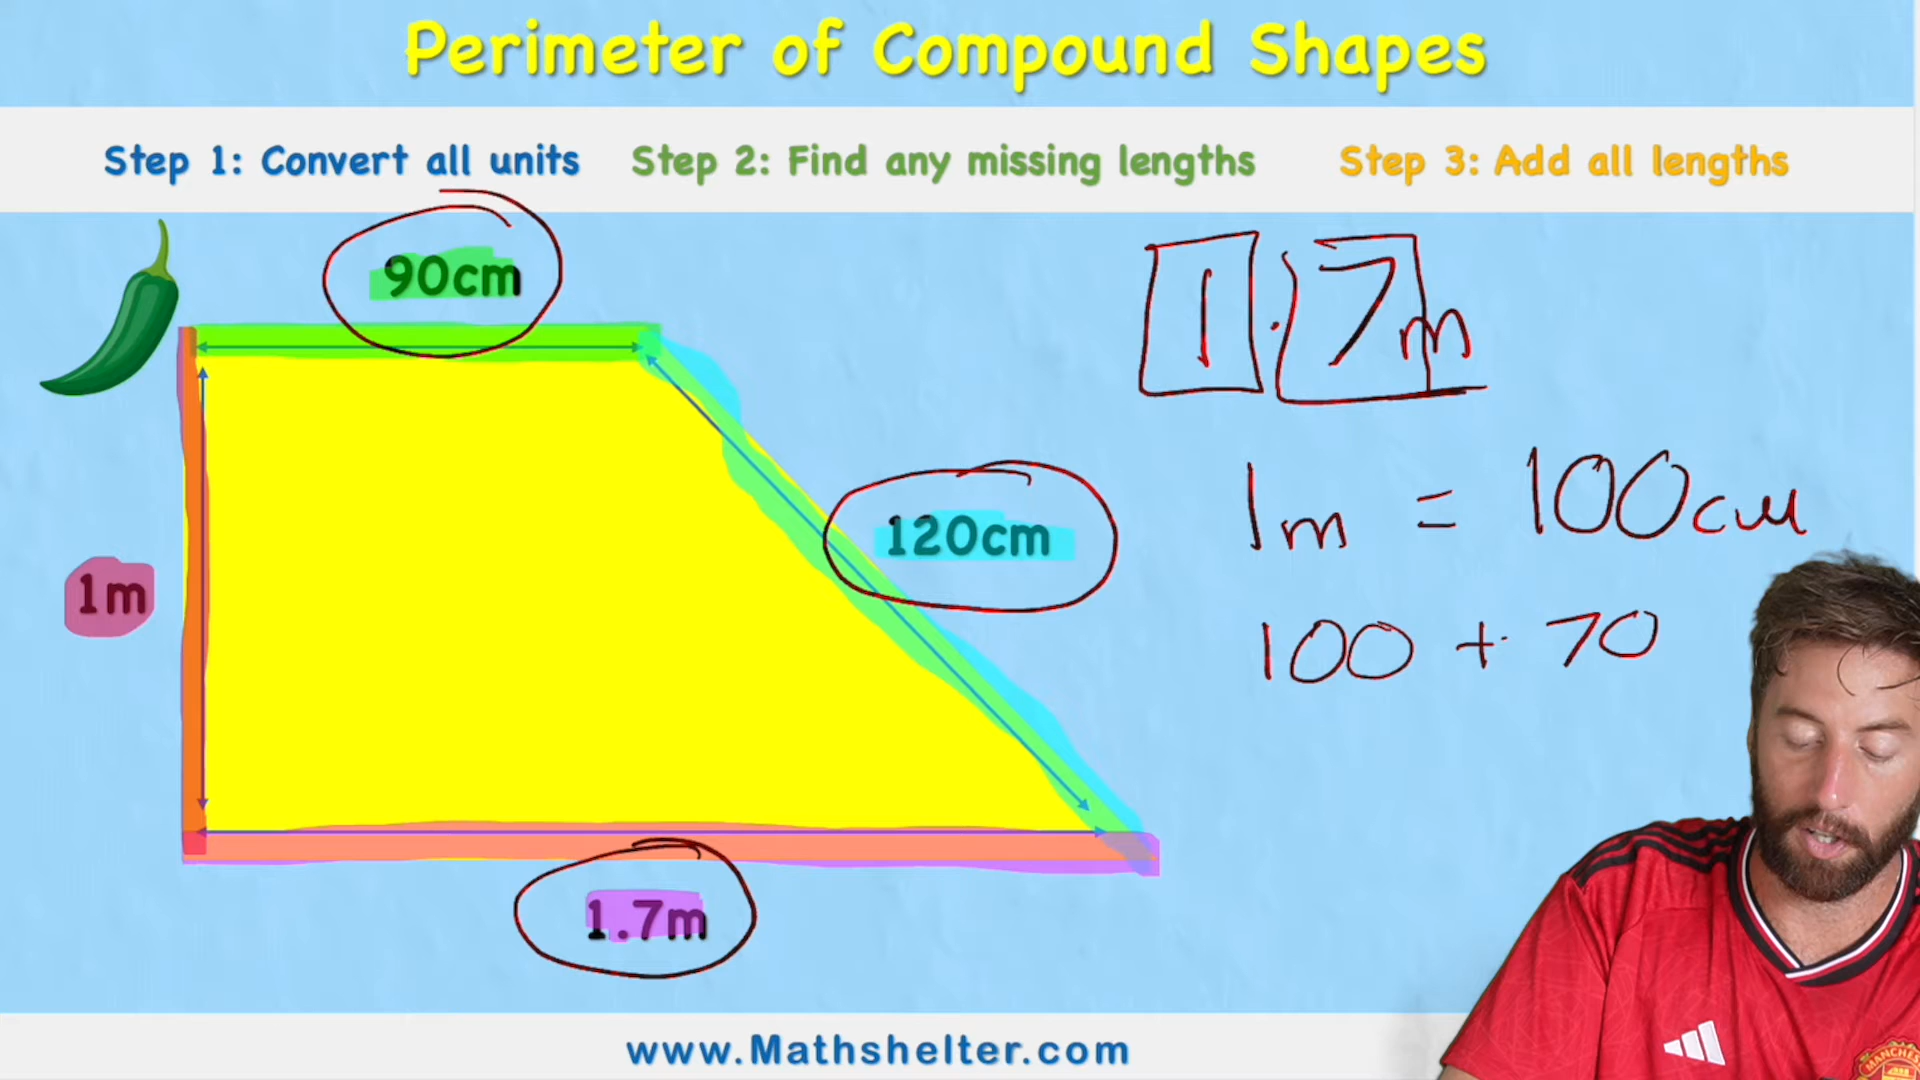 Perimeter of Compound Shapes
Step 1: Convert all units
Step 2: Find any missing lengths
Step 3: Add all lengths
90cm
1.7m
120cm
1m = 100cm
1m
100 + 70
1.7m
www.Mathshelter.com
MANCHES